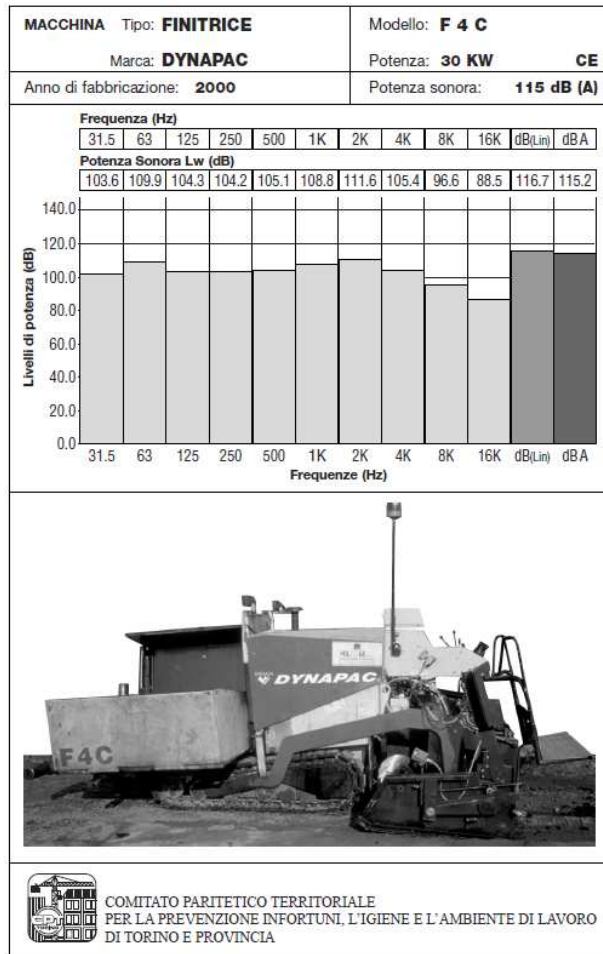 MACCHINA Tipo: FINITRICE
Modello: F 4 C
Marca: DYNAPAC
Potenza: 30 KW CE
Anno di fabbricazione: 2000
Potenza sonora: 115 dB (A)
Frequenza (Hz)
31.5 63 125 250 500 1K 2K 4K 8K 16K dB(Lin) dBA
Potenza Sonora Lw (dB)
103.6 109.9 104.3 104.2 105.1 108.8 111.6 105.4 96.6 88.5 116.7 115.2
Livelli di potenza (dB)
140.0
120.0
100.0
80.0
60.0
40.0
20.0
0.0
31.5 63 125 250 500 1K 2K 4K 8K 16K dB(Lin) dBA
Frequenze (Hz)
DYNAPAC
F4C
CPT
TORINO
COMITATO PARITETICO TERRITORIALE
PER LA PREVENZIONE INFORTUNI, L'IGIENE E L'AMBIENTE DI LAVORO
DI TORINO E PROVINCIA